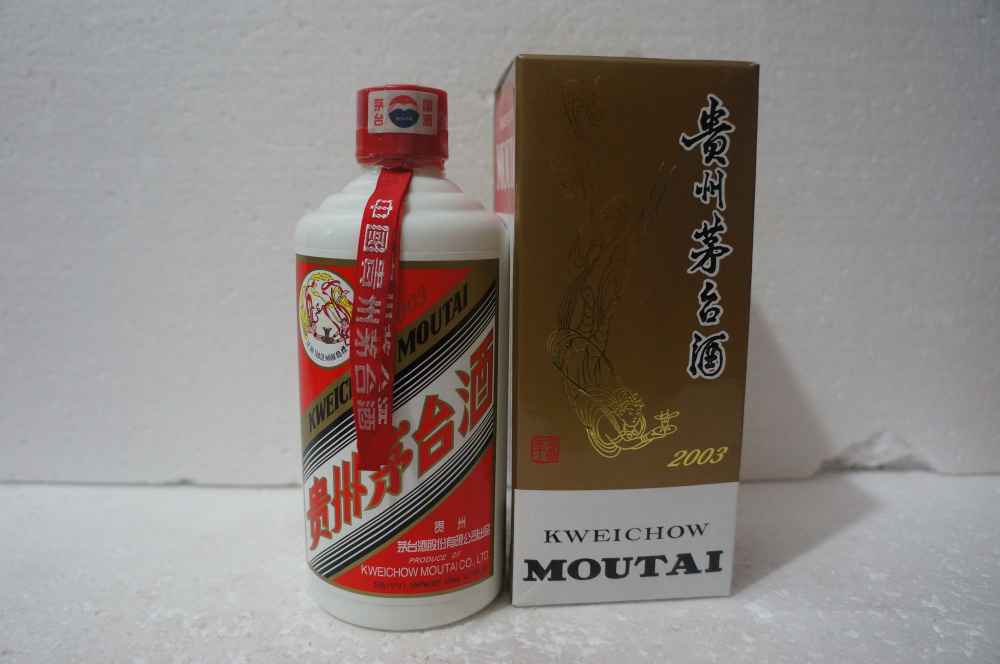 茅台
国酒
中國貴州茅台酒
2003
KWEIC
MOUTAI
贵州茅台酒
贵 州
茅台酒股份有限公司出品
PRODUCE OF
KWEICHOW MOUTAI CO., LTD
貴州茅台酒
2003
KWEICHOW
MOUTAI